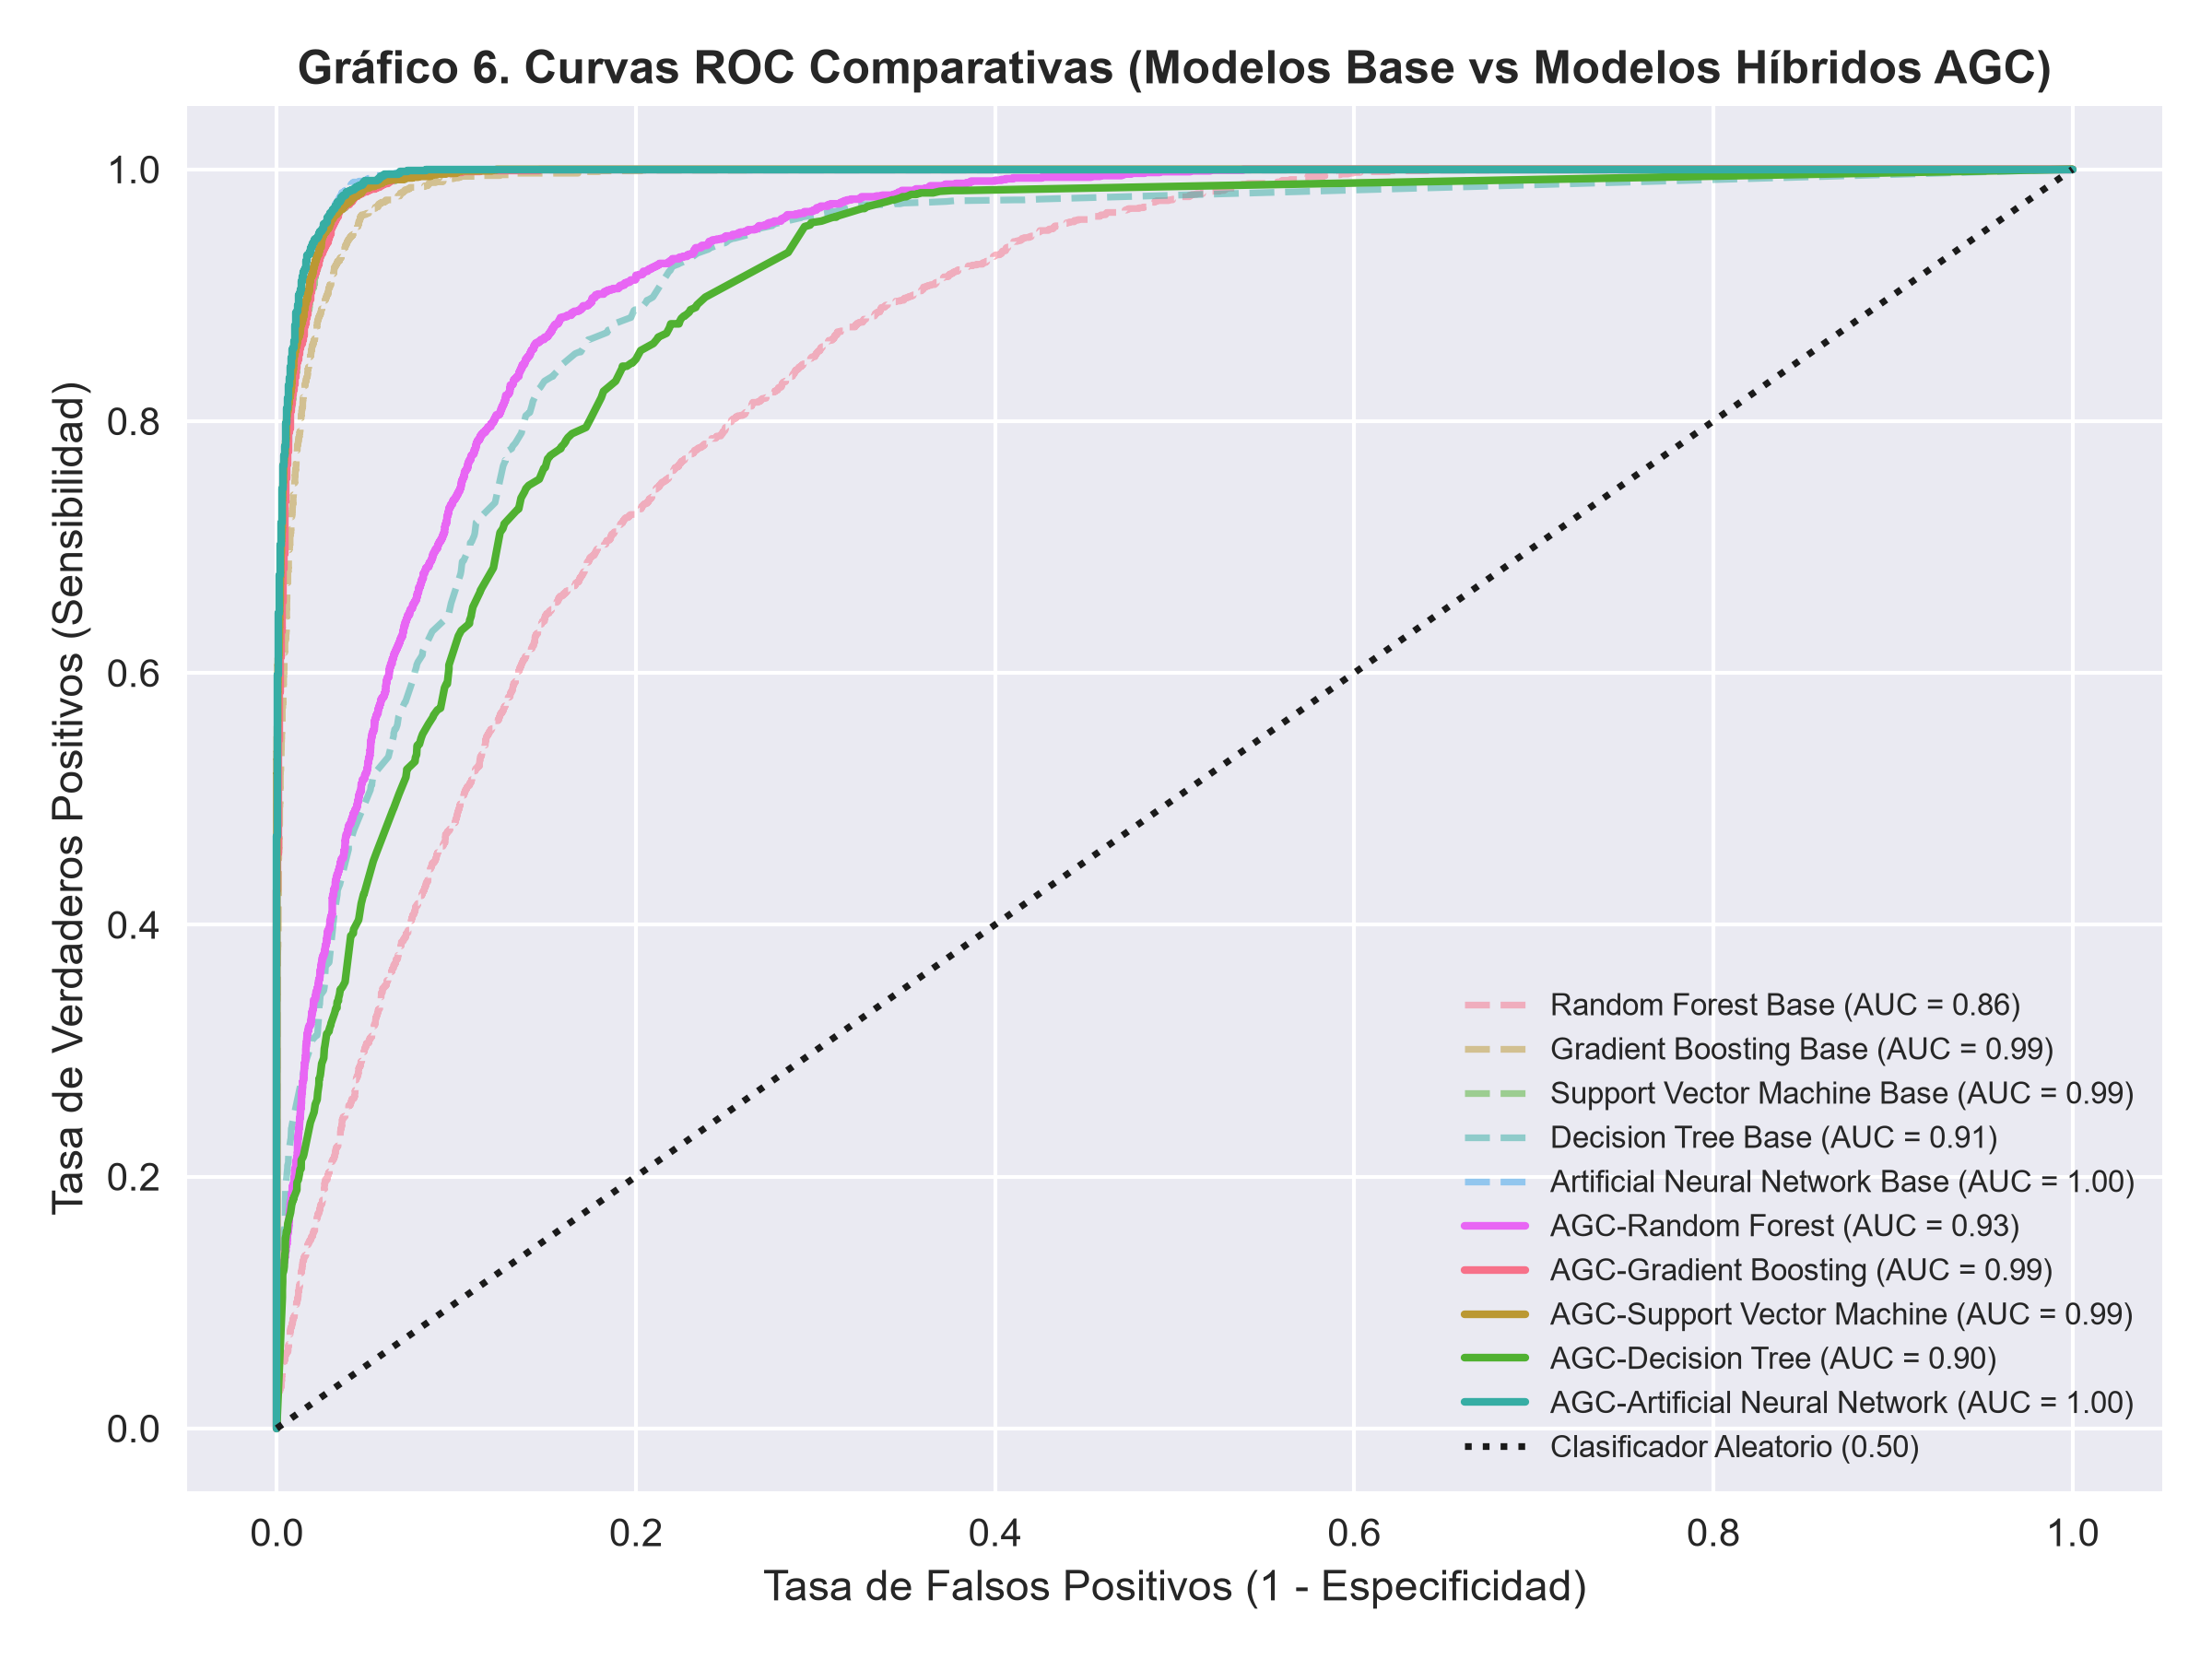 Gráfico 6. Curvas ROC Comparativas (Modelos Base vs Modelos Híbridos AGC)
Tasa de Verdaderos Positivos (Sensibilidad)
1.0
0.8
0.6
0.4
0.2
0.0
Random Forest Base (AUC = 0.86)
Gradient Boosting Base (AUC = 0.99)
Support Vector Machine Base (AUC = 0.99)
Decision Tree Base (AUC = 0.91)
Artificial Neural Network Base (AUC = 1.00)
AGC-Random Forest (AUC = 0.93)
AGC-Gradient Boosting (AUC = 0.99)
AGC-Support Vector Machine (AUC = 0.99)
AGC-Decision Tree (AUC = 0.90)
AGC-Artificial Neural Network (AUC = 1.00)
Clasificador Aleatorio (0.50)
0.0 0.2 0.4 0.6 0.8 1.0
Tasa de Falsos Positivos (1 - Especificidad)